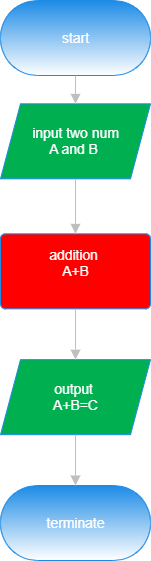 start
input two num
A and B
addition
A+B
output
A+B=C
terminate